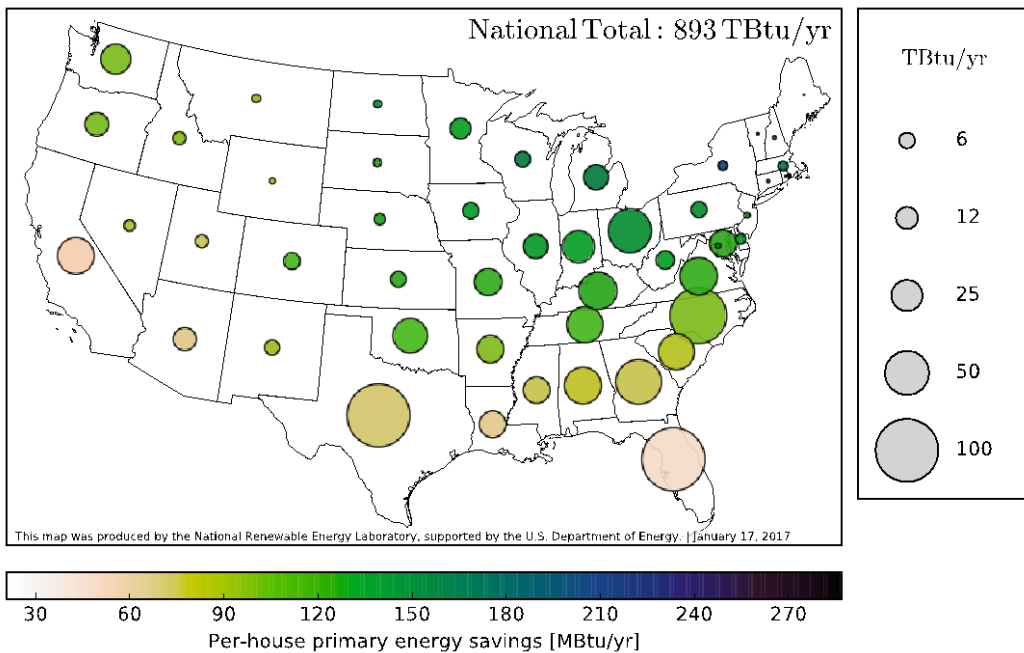 National Total: 893 TBtu/yr
TBtu/yr
6
12
25
50
100
This map was produced by the National Renewable Energy Laboratory, supported by the U.S. Department of Energy. | January 17, 2017
30 60 90 120 150 180 210 240 270
Per-house primary energy savings [MBtu/yr]